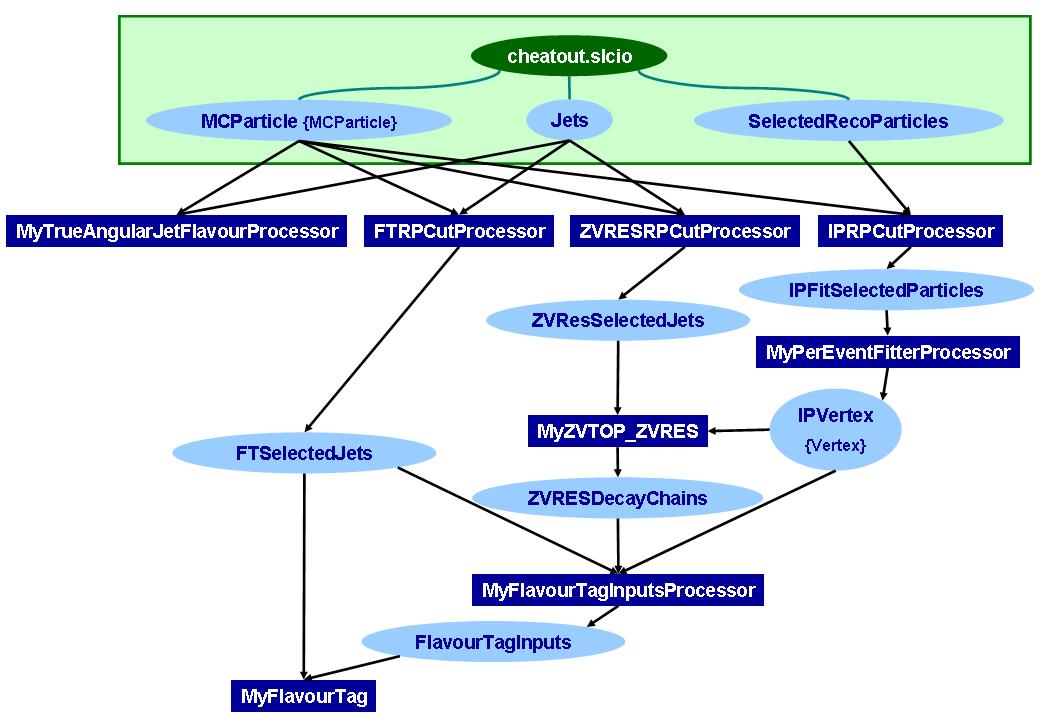 cheatout.slcio
MCParticle {MCParticle}
Jets
SelectedRecoParticles
MyTrueAngularJetFlavourProcessor
FTRPCutProcessor
ZVRESRPCutProcessor
IPRPCutProcessor
IPFitSelectedParticles
ZVResSelectedJets
MyPerEventFitterProcessor
IPVertex
{Vertex}
MyZVTOP_ZVRES
FTSelectedJets
ZVRESDecayChains
MyFlavourTagInputsProcessor
FlavourTagInputs
MyFlavourTag